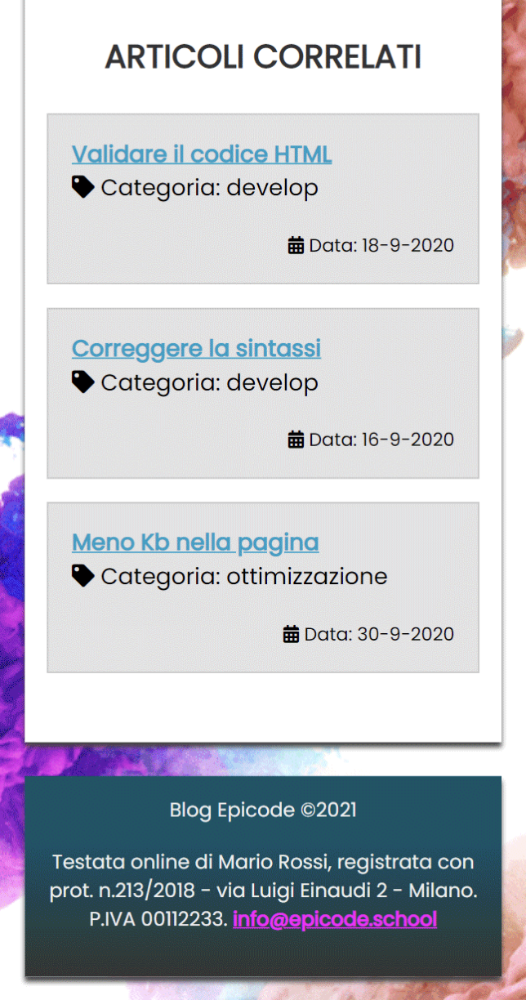 ARTICOLI CORRELATI
Validare il codice HTML
Categoria: develop
Data: 18-9-2020
Correggere la sintassi
Categoria: develop
Data: 16-9-2020
Meno Kb nella pagina
Categoria: ottimizzazione
Data: 30-9-2020
Blog Epicode ©2021
Testata online di Mario Rossi, registrata con
prot. n.213/2018 - via Luigi Einaudi 2 - Milano.
P.IVA 00112233. info@epicode.school